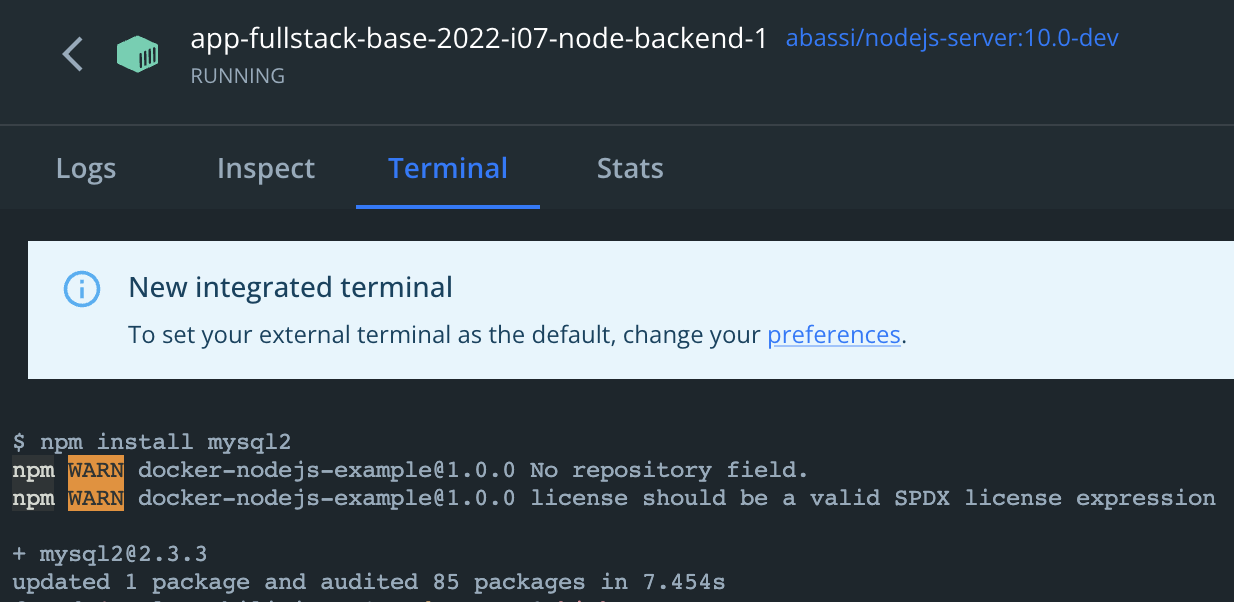 app-fullstack-base-2022-i07-node-backend-1 abassi/nodejs-server:10.0-dev
RUNNING
Logs Inspect Terminal Stats
New integrated terminal
To set your external terminal as the default, change your preferences.
$ npm install mysql2
npm WARN docker-nodejs-example@1.0.0 No repository field.
npm WARN docker-nodejs-example@1.0.0 license should be a valid SPDX license expression
+ mysql2@2.3.3
updated 1 package and audited 85 packages in 7.454s